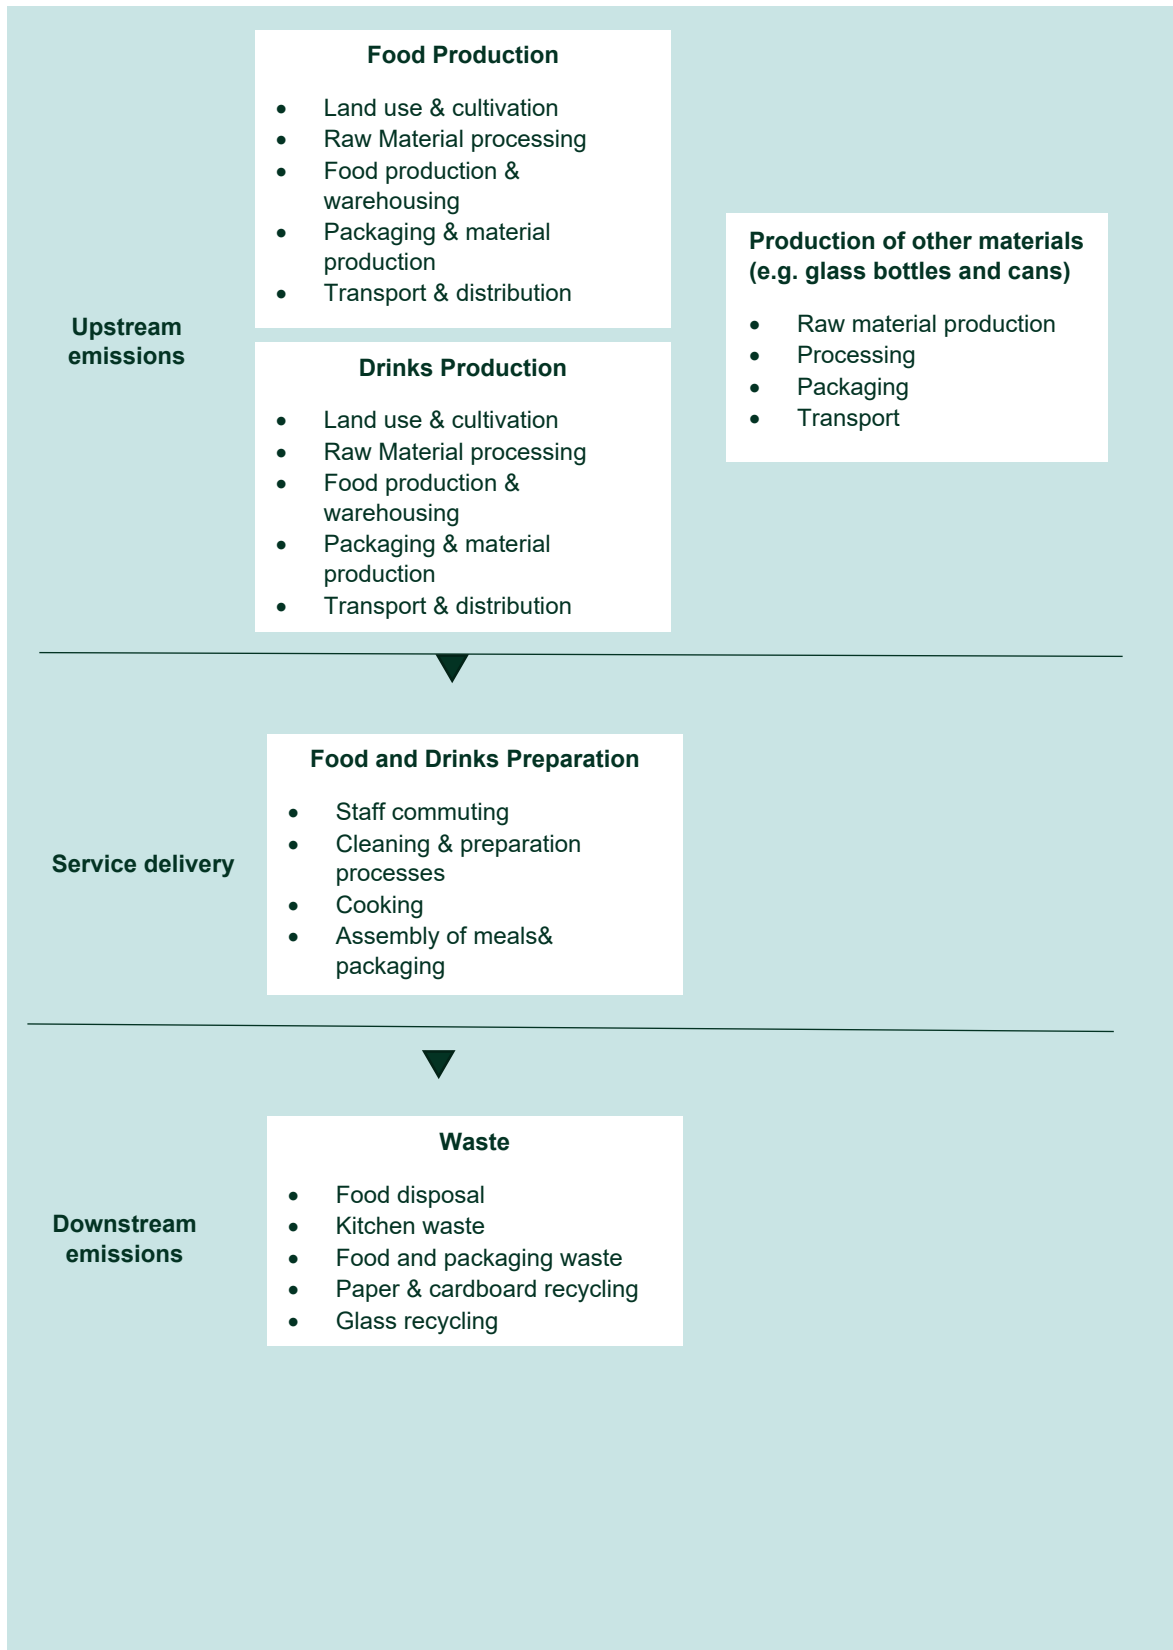 Food Production
• Land use & cultivation
• Raw Material processing
• Food production &
warehousing
• Packaging & material
production
• Transport & distribution
Production of other materials
(e.g. glass bottles and cans)
• Raw material production
• Processing
• Packaging
• Transport
Upstream
emissions
Drinks Production
• Land use & cultivation
• Raw Material processing
• Food production &
warehousing
• Packaging & material
production
• Transport & distribution
Food and Drinks Preparation
• Staff commuting
• Cleaning & preparation
processes
• Cooking
• Assembly of meals&
packaging
Service delivery
Waste
• Food disposal
• Kitchen waste
• Food and packaging waste
• Paper & cardboard recycling
• Glass recycling
Downstream
emissions